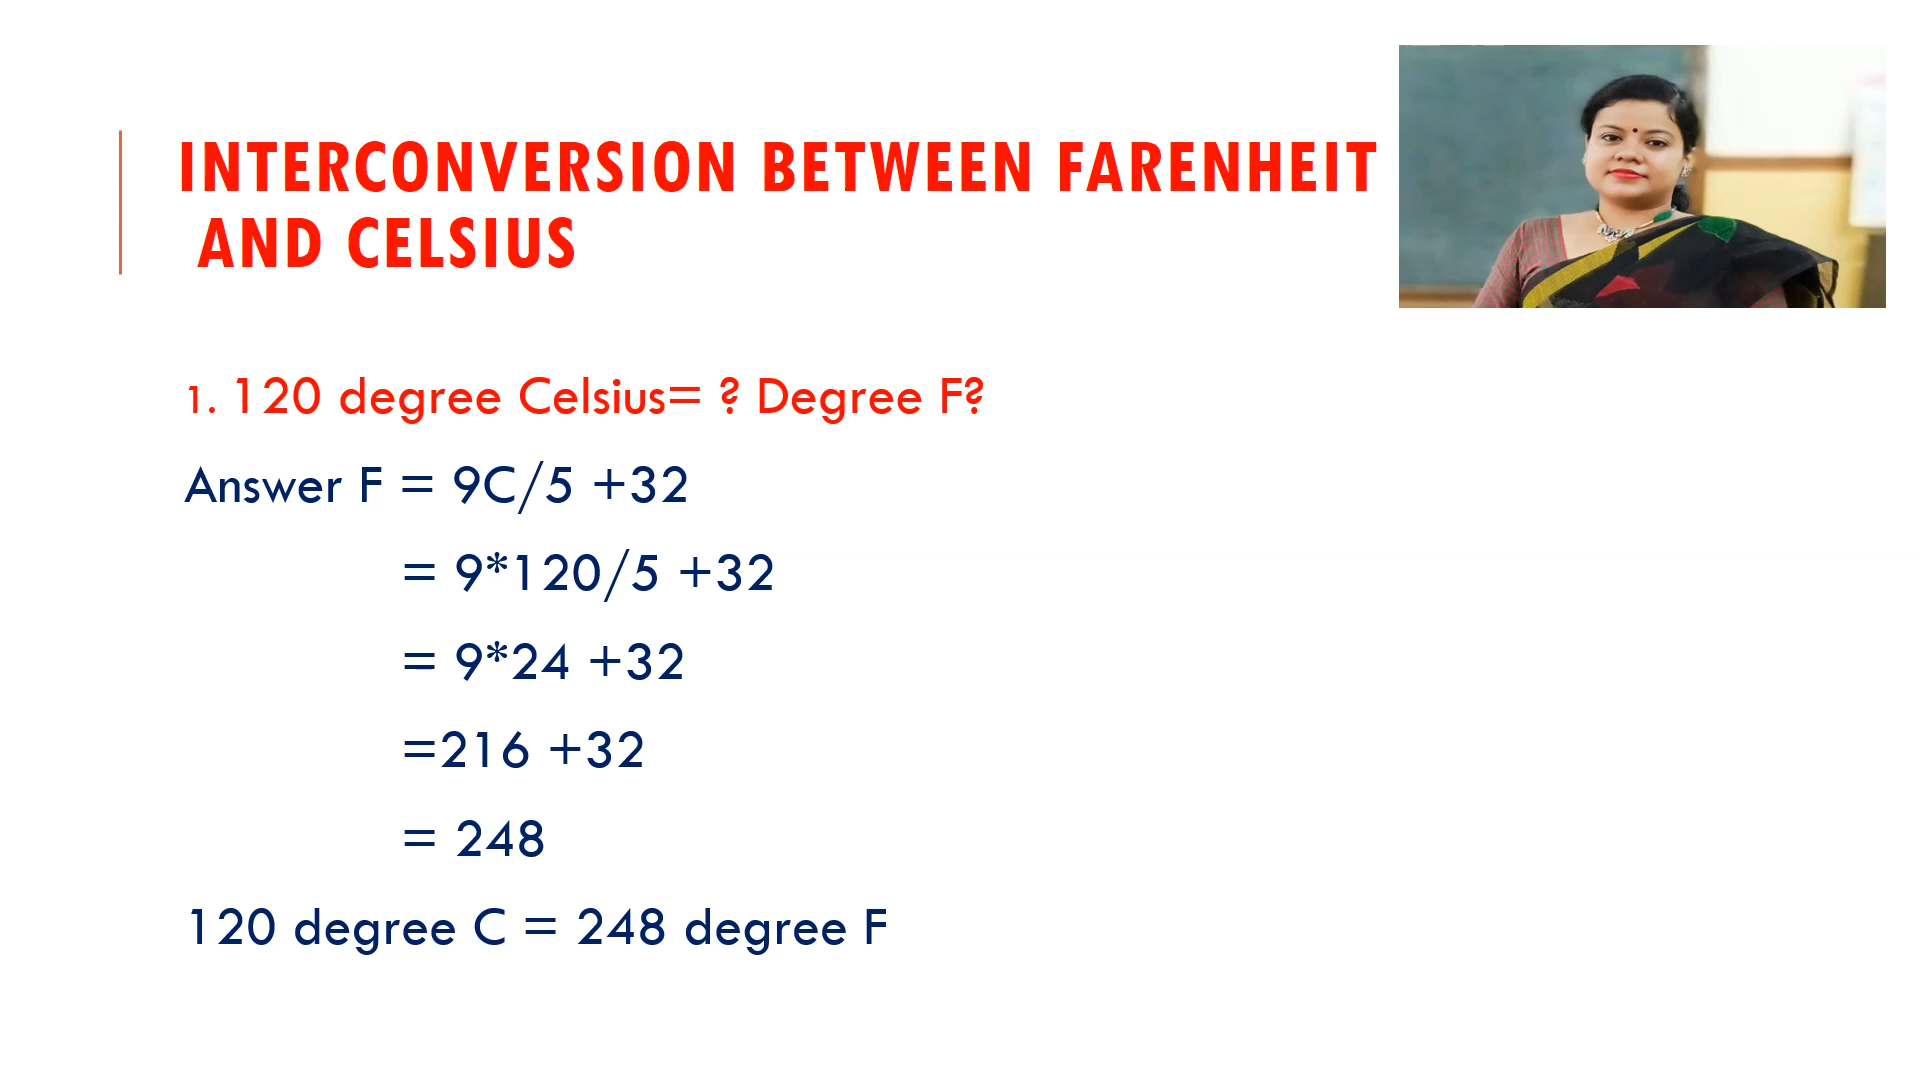 INTERCONVERSION BETWEEN FARENHEIT
AND CELSIUS
1. 120 degree Celsius= ? Degree F?
Answer F = 9C/5 +32
= 9*120/5 +32
= 9*24 +32
=216 +32
= 248
120 degree C = 248 degree F